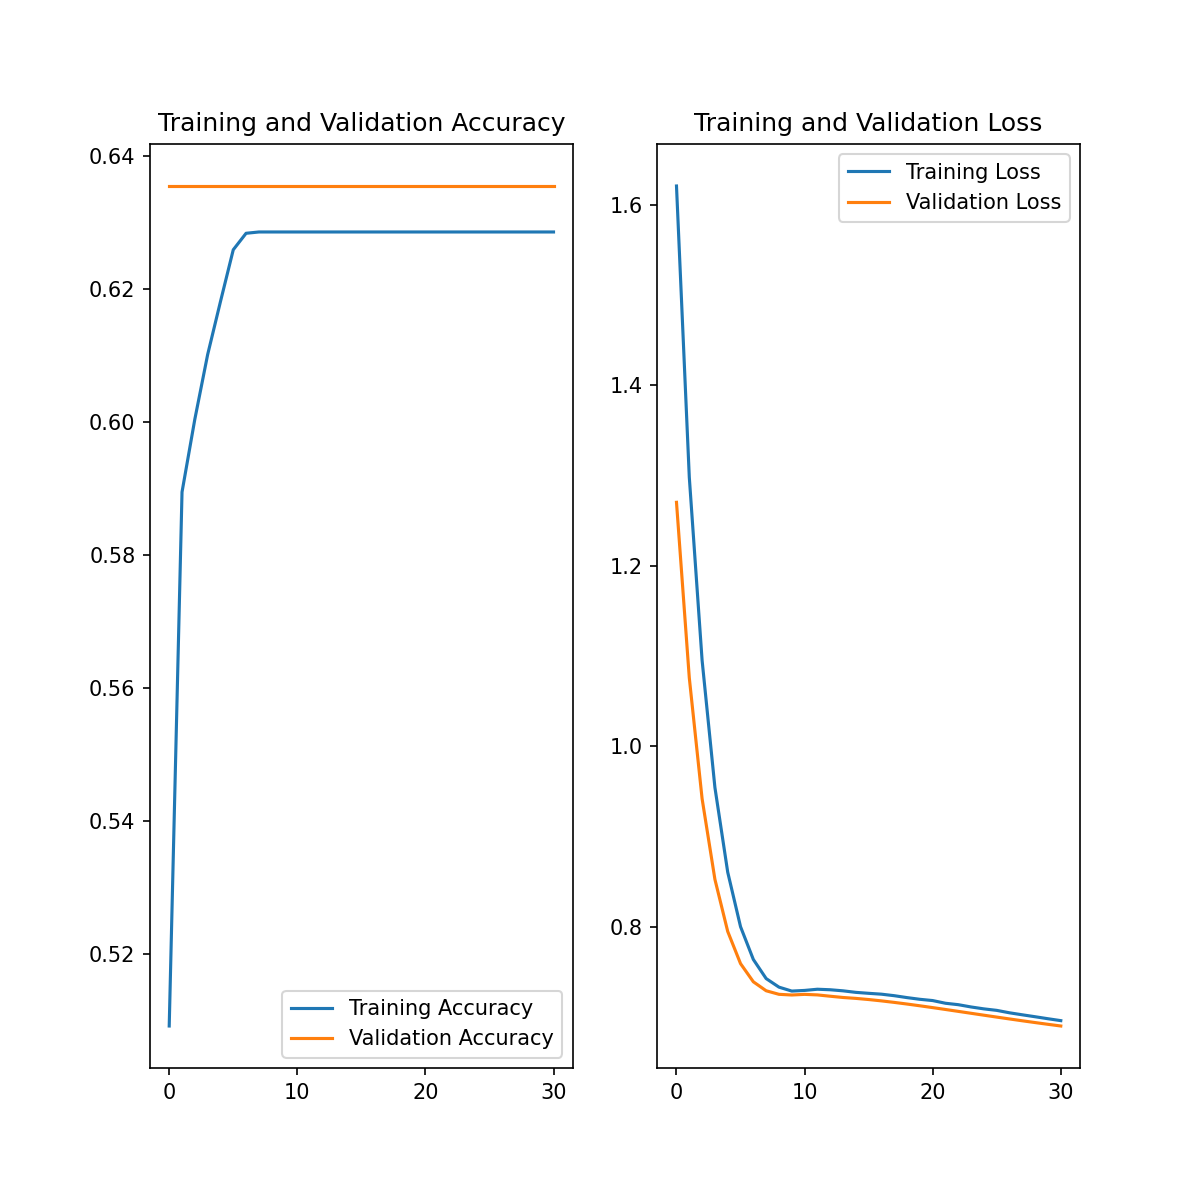 Training and Validation Accuracy
0.64
0.62
0.60
0.58
0.56
0.54
0.52
Training Accuracy
Validation Accuracy
0 10 20 30
Training and Validation Loss
Training Loss
Validation Loss
1.6
1.4
1.2
1.0
0.8
0 10 20 30